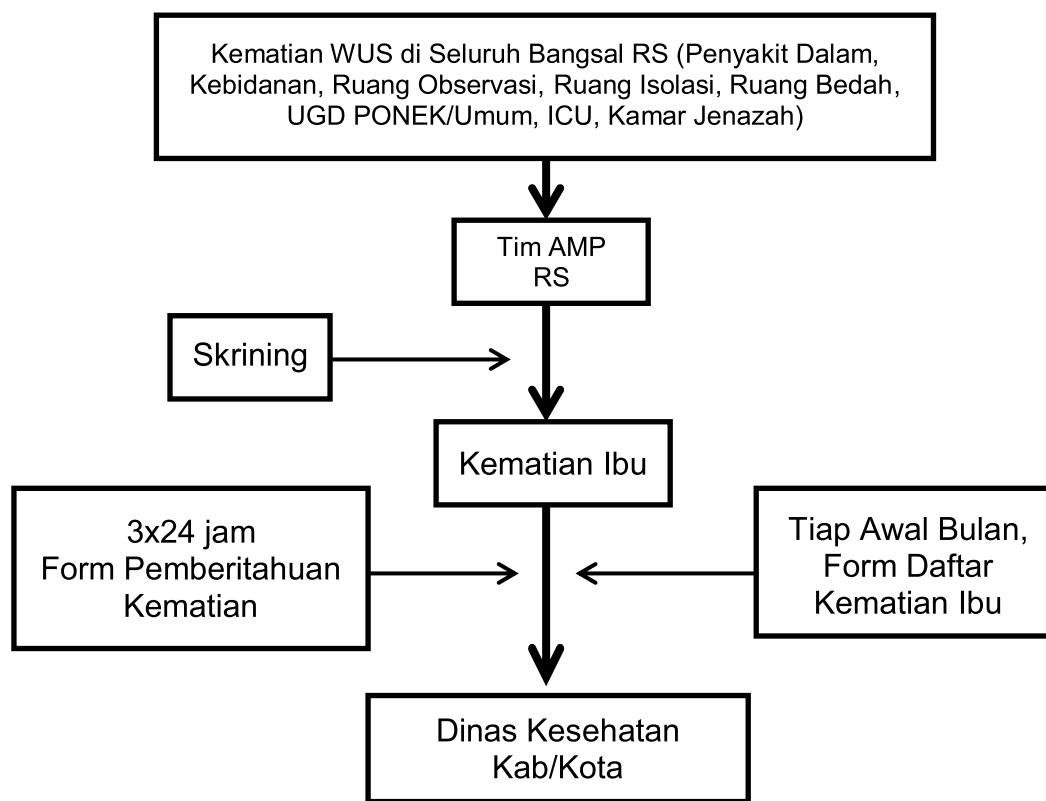 Kematian WUS di Seluruh Bangsal RS (Penyakit Dalam,
Kebidanan, Ruang Observasi, Ruang Isolasi, Ruang Bedah,
UGD PONEK/Umum, ICU, Kamar Jenazah)
Tim AMP
RS
Skrining
Kematian Ibu
3x24 jam
Form Pemberitahuan
Kematian
Tiap Awal Bulan,
Form Daftar
Kematian Ibu
Dinas Kesehatan
Kab/Kota